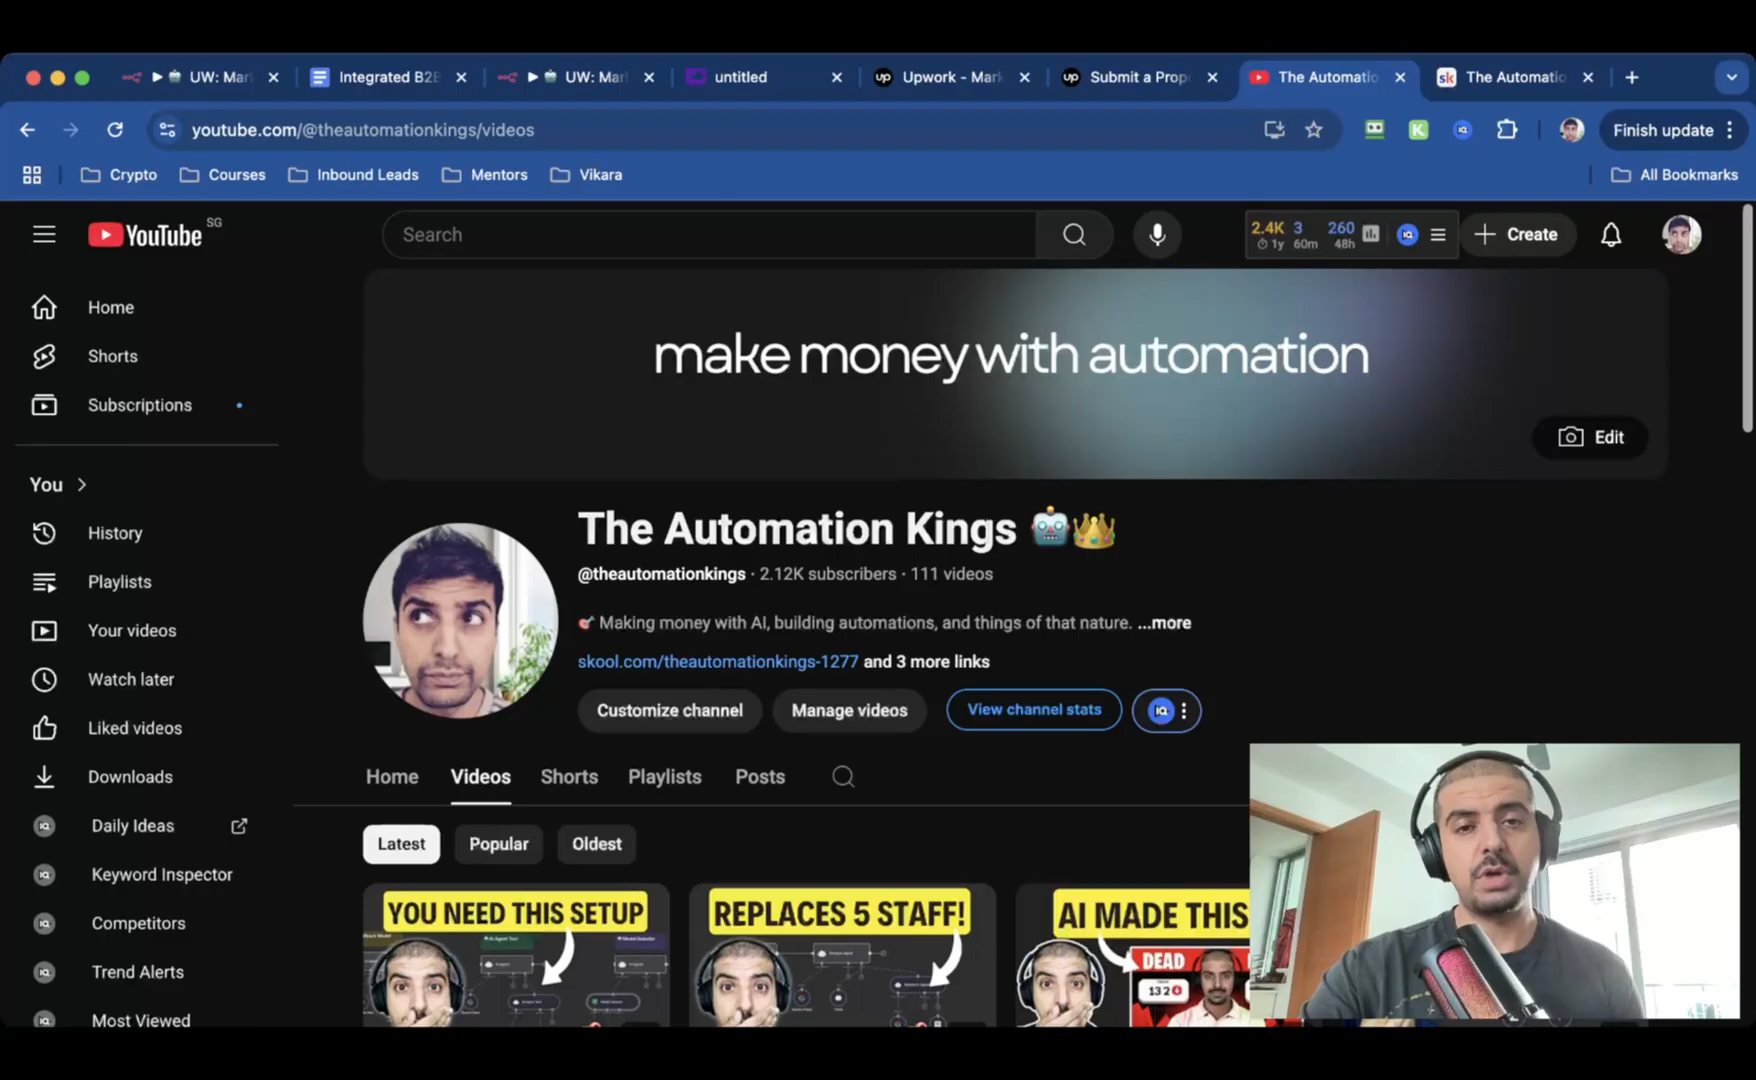 UW: Mar
Integrated B2B
UW: Mar
untitled
up Upwork - Mark
up Submit a Prop
The Automatio
sk The Automatio
youtube.com/@theautomationkings/videos
K
Finish update
Crypto
Courses
Inbound Leads
Mentors
Vikara
All Bookmarks
YouTube SG
Search
2.4K 3 260
1y 60m 48h
Create
Home
Shorts
Subscriptions
make money with automation
Edit
You
History
Playlists
Your videos
Watch later
Liked videos
Downloads
Daily Ideas
Keyword Inspector
Competitors
Trend Alerts
Most Viewed
The Automation Kings 🤖👑
@theautomationkings · 2.12K subscribers · 111 videos
Making money with AI, building automations, and things of that nature. ...more
skool.com/theautomationkings-1277 and 3 more links
Customize channel
Manage videos
View channel stats
IQ
Home
Videos
Shorts
Playlists
Posts
Latest
Popular
Oldest
YOU NEED THIS SETUP
REPLACES 5 STAFF!
AI MADE THIS
DEAD